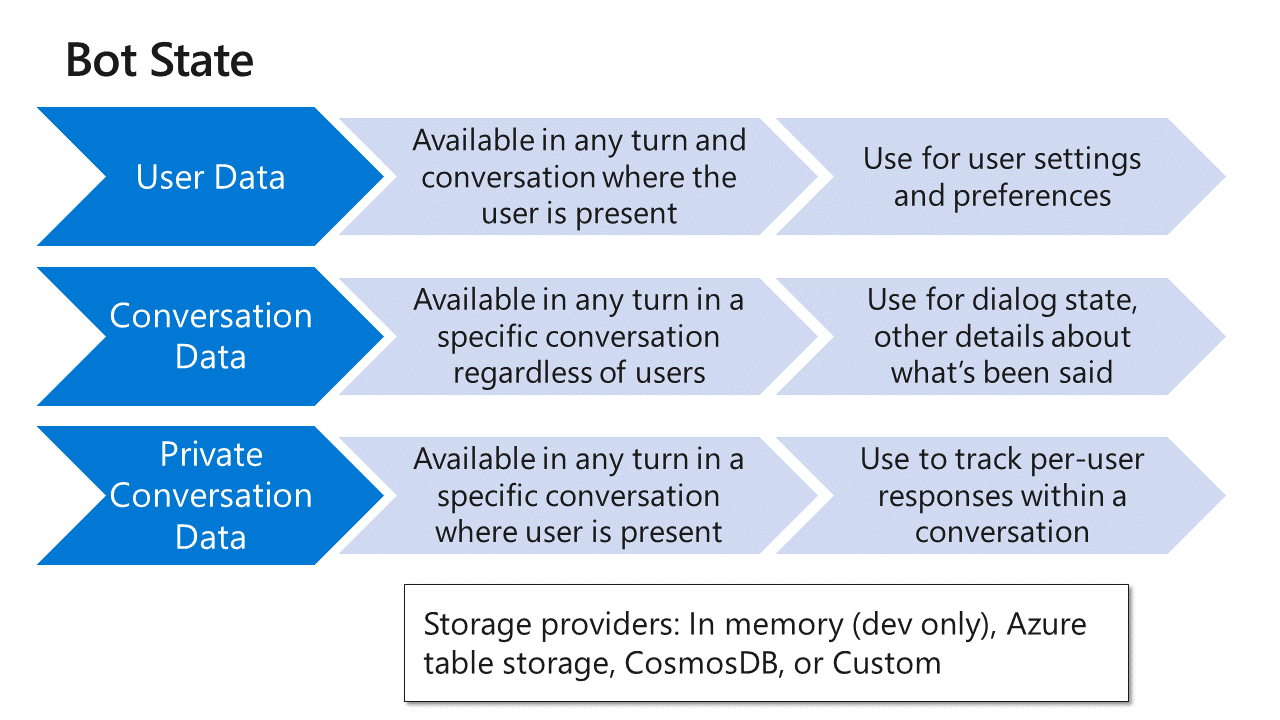 Bot State
User Data
Available in any turn and
conversation where the
user is present
Use for user settings
and preferences
Conversation
Data
Available in any turn in a
specific conversation
regardless of users
Use for dialog state,
other details about
what’s been said
Private
Conversation
Data
Available in any turn in a
specific conversation
where user is present
Use to track per-user
responses within a
conversation
Storage providers: In memory (dev only), Azure
table storage, CosmosDB, or Custom